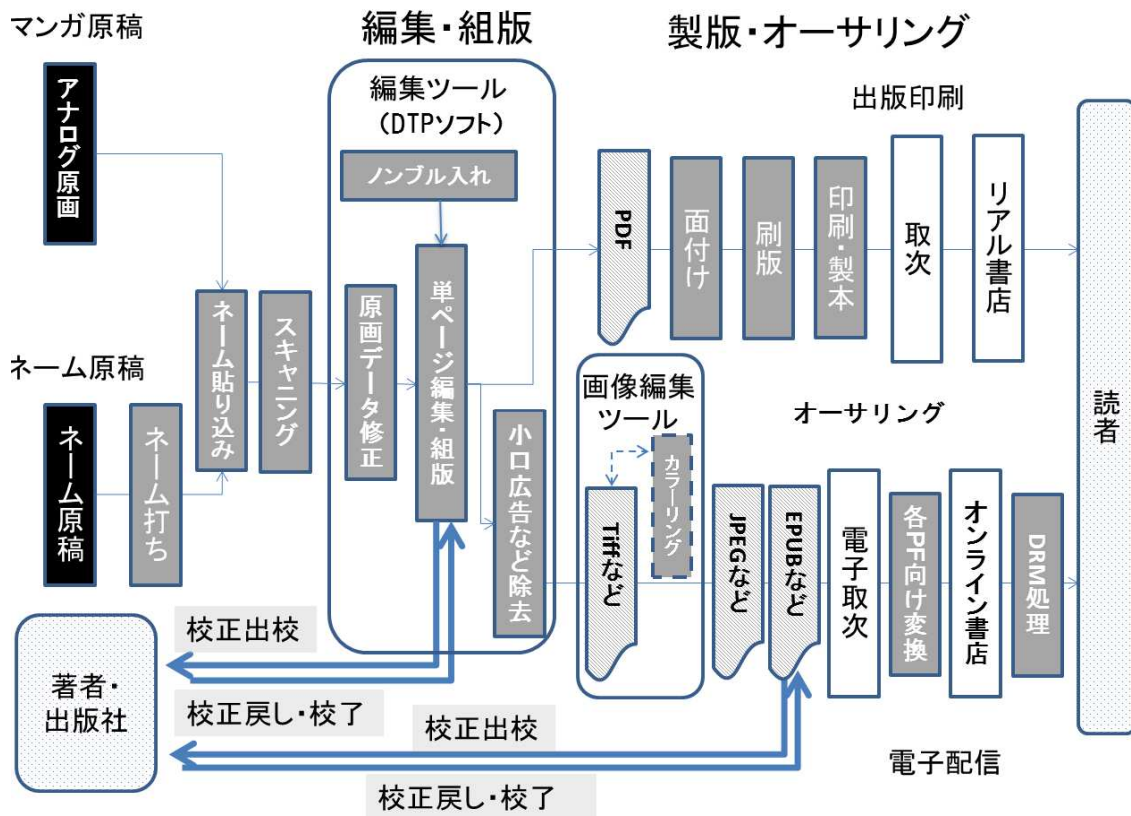 マンガ原稿
編集・組版
製版・オーサリング
アナログ原画
編集ツール
（DTPソフト）
ノンブル入れ
出版印刷
PDF
面付け
刷版
印刷・製本
取次
リアル書店
読者
ネーム原稿
ネーム原稿
ネーム打ち
ネーム貼り込み
スキャニング
原画データ修正
単ページ編集・組版
小口広告など除去
画像編集
ツール
カラーリング
Tiffなど
オーサリング
JPEGなど
EPUBなど
電子取次
各PF向け変換
オンライン書店
DRM処理
著者・
出版社
校正出校
校正戻し・校了
校正出校
校正戻し・校了
電子配信